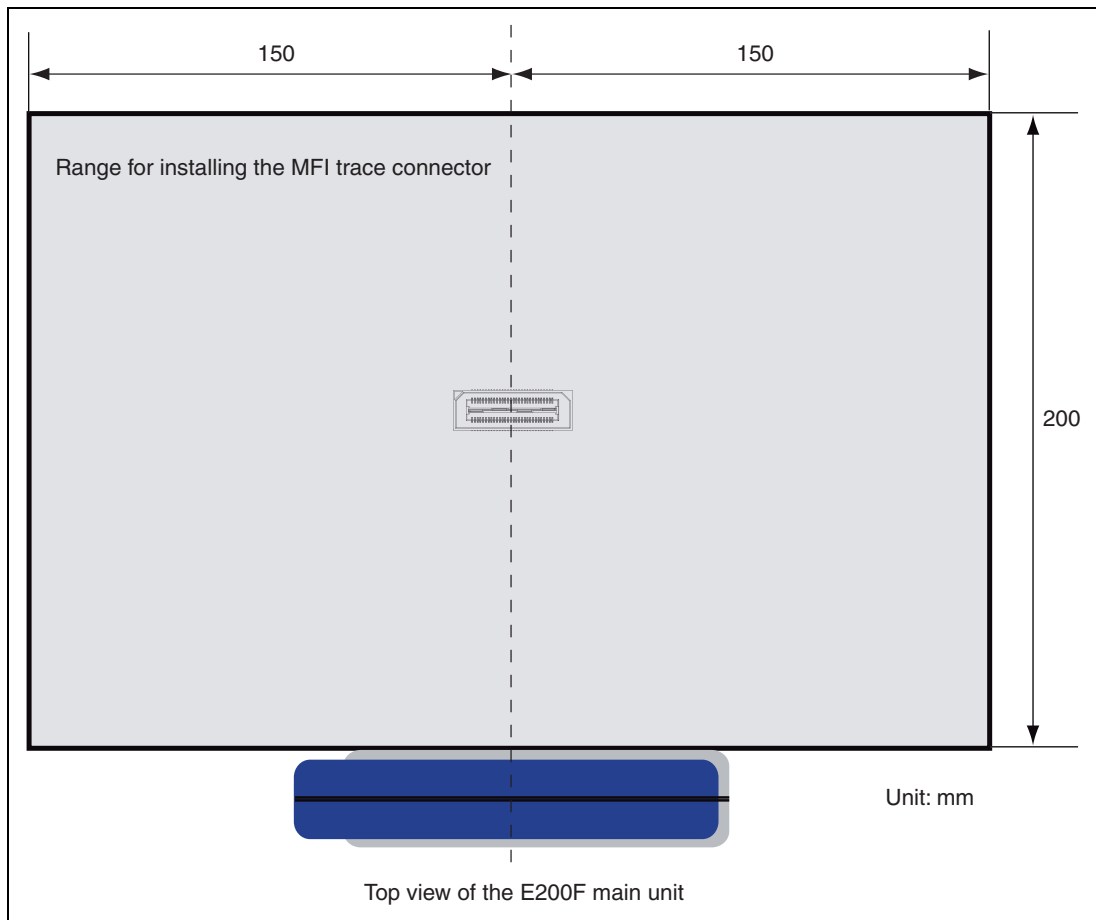 150
150
Range for installing the MFI trace connector
200
Unit: mm
Top view of the E200F main unit